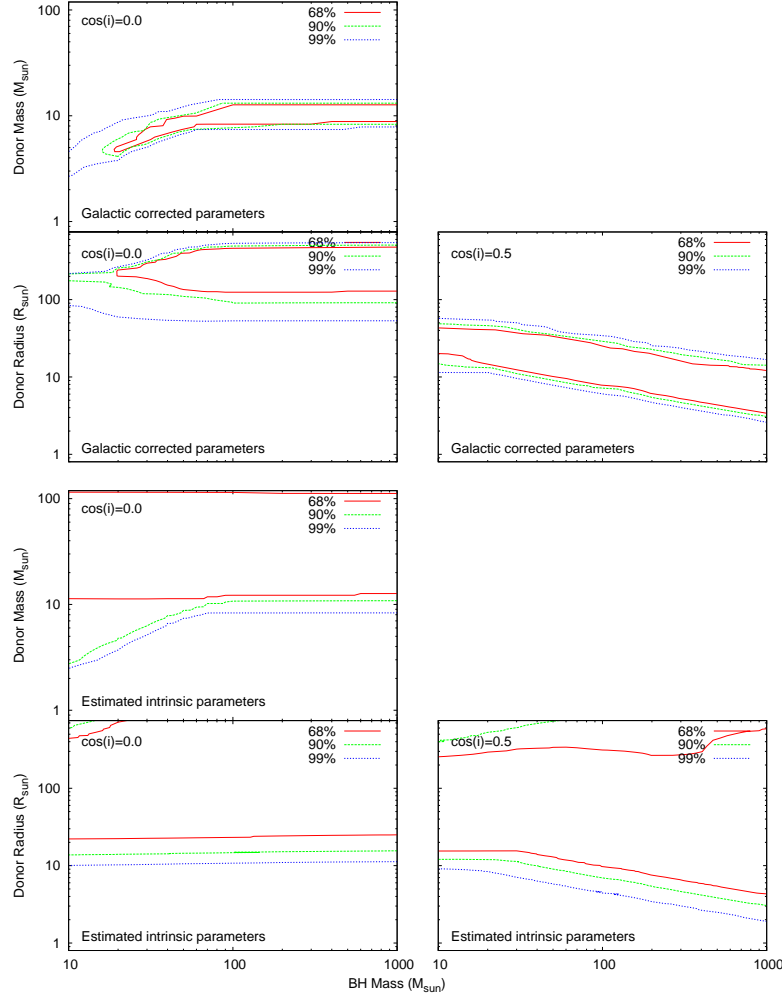 100
cos(i)=0.0
68%
90%
99%
10
1
Donor Mass (M_sun)
Galactic corrected parameters
cos(i)=0.0
68%
90%
99%
100
10
1
Donor Radius (R_sun)
Galactic corrected parameters
cos(i)=0.5
68%
90%
99%
Galactic corrected parameters
100
cos(i)=0.0
68%
90%
99%
10
1
Donor Mass (M_sun)
Estimated intrinsic parameters
cos(i)=0.0
68%
90%
99%
100
10
1
Donor Radius (R_sun)
Estimated intrinsic parameters
10
100
1000
cos(i)=0.5
68%
90%
99%
Estimated intrinsic parameters
10
100
1000
BH Mass (M_sun)